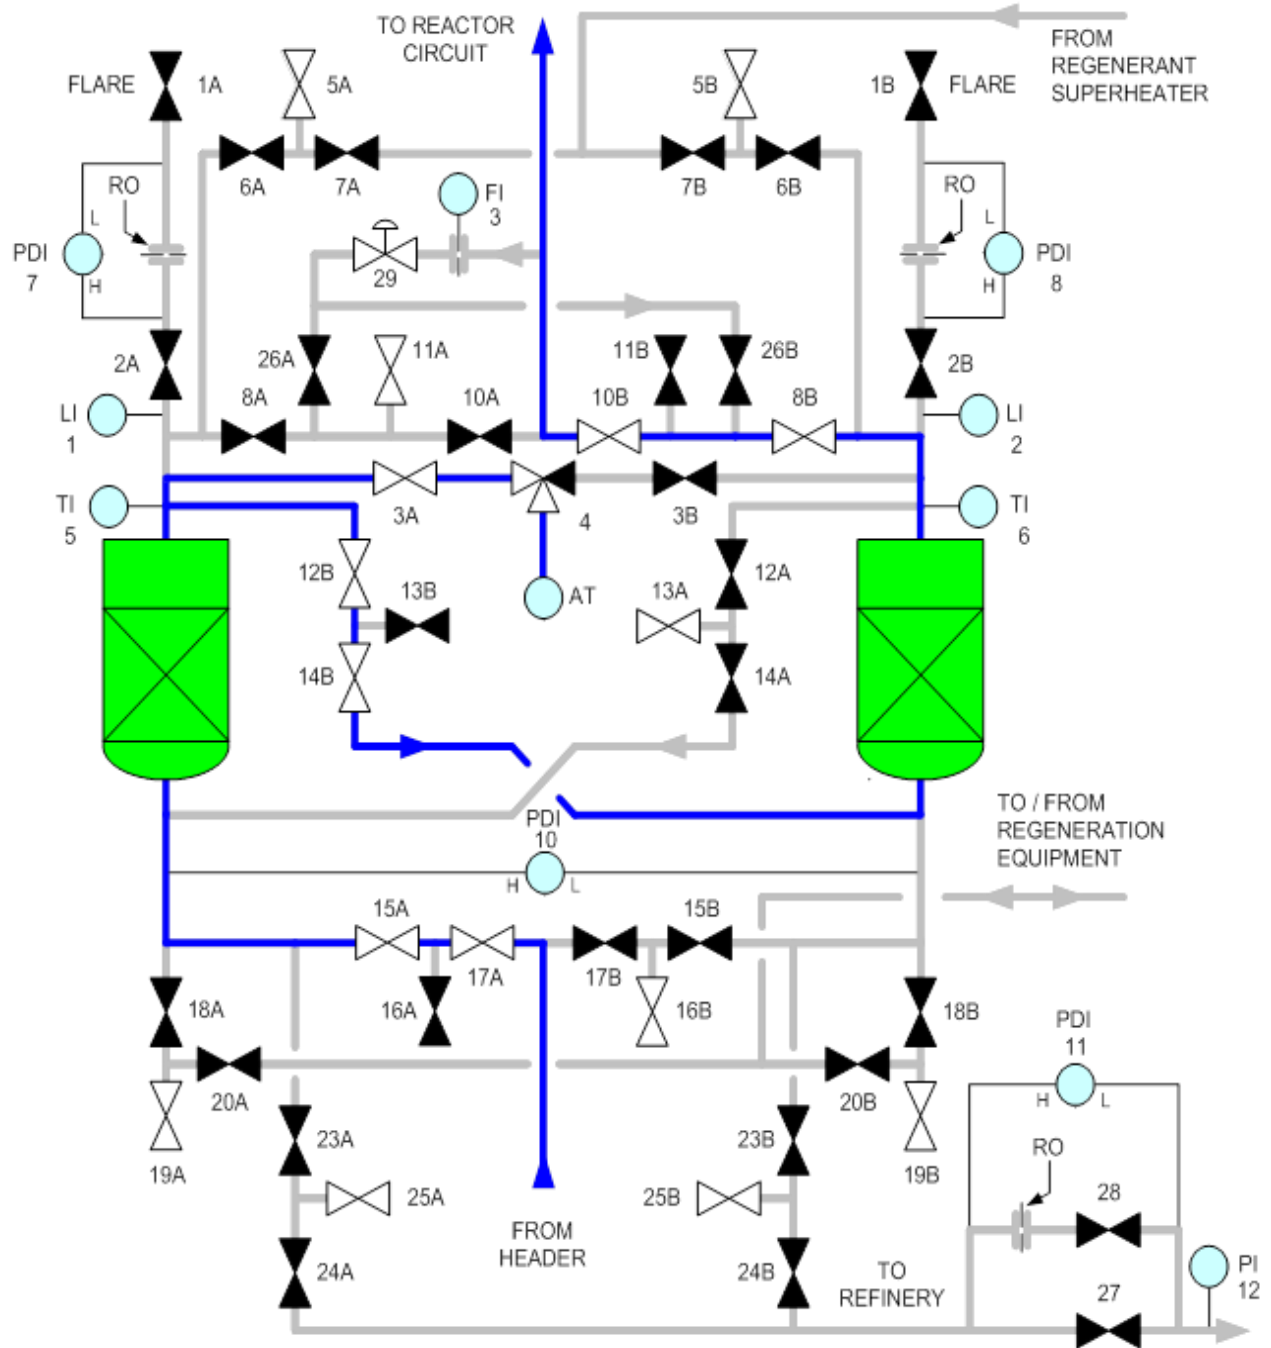 TO REACTOR
CIRCUIT
FROM
REGENERANT
SUPERHEATER
FLARE
1A
5A
5B
1B
FLARE
6A
7A
7B
6B
RO
FI
3
RO
L
L
PDI
7
H
29
PDI
8
H
2A
26A
11A
11B
26B
2B
LI
1
8A
10A
10B
8B
LI
2
TI
5
3A
4
3B
TI
6
12B
13B
AT
13A
12A
14B
14A
PDI
10
H
L
TO / FROM
REGENERATION
EQUIPMENT
15A
15B
17A
17B
18A
16A
16B
18B
PDI
11
H
L
20A
20B
23A
23B
RO
19A
19B
25A
25B
28
FROM
HEADER
24A
24B
TO
REFINERY
27
PI
12